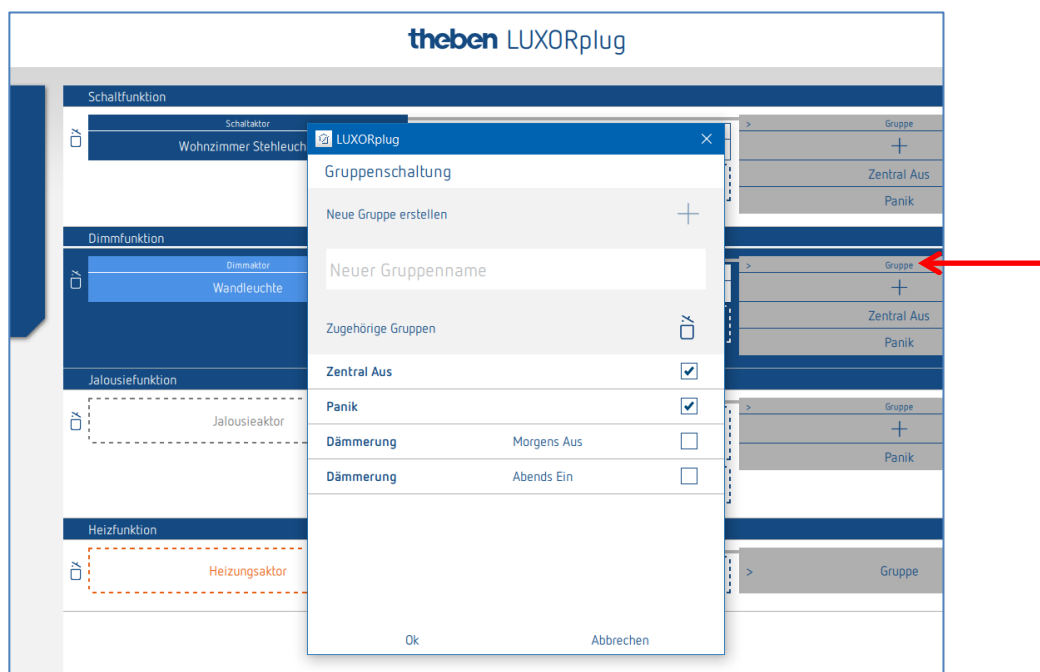 theben LUXORplug
Schaltfunktion
Schaltaktor
Wohnzimmer Stehleuch
> Gruppe
+
Zentral Aus
Panik
Dimmfunktion
Dimmaktor
Wandleuchte
> Gruppe
+
Zentral Aus
Panik
Jalousiefunktion
Jalousieaktor
> Gruppe
+
Panik
Heizfunktion
Heizungsaktor
> Gruppe
LUXORplug
Gruppenschaltung
Neue Gruppe erstellen +
Neuer Gruppenname
Zugehörige Gruppen
Zentral Aus
Panik
Dämmerung Morgens Aus
Dämmerung Abends Ein
Ok Abbrechen